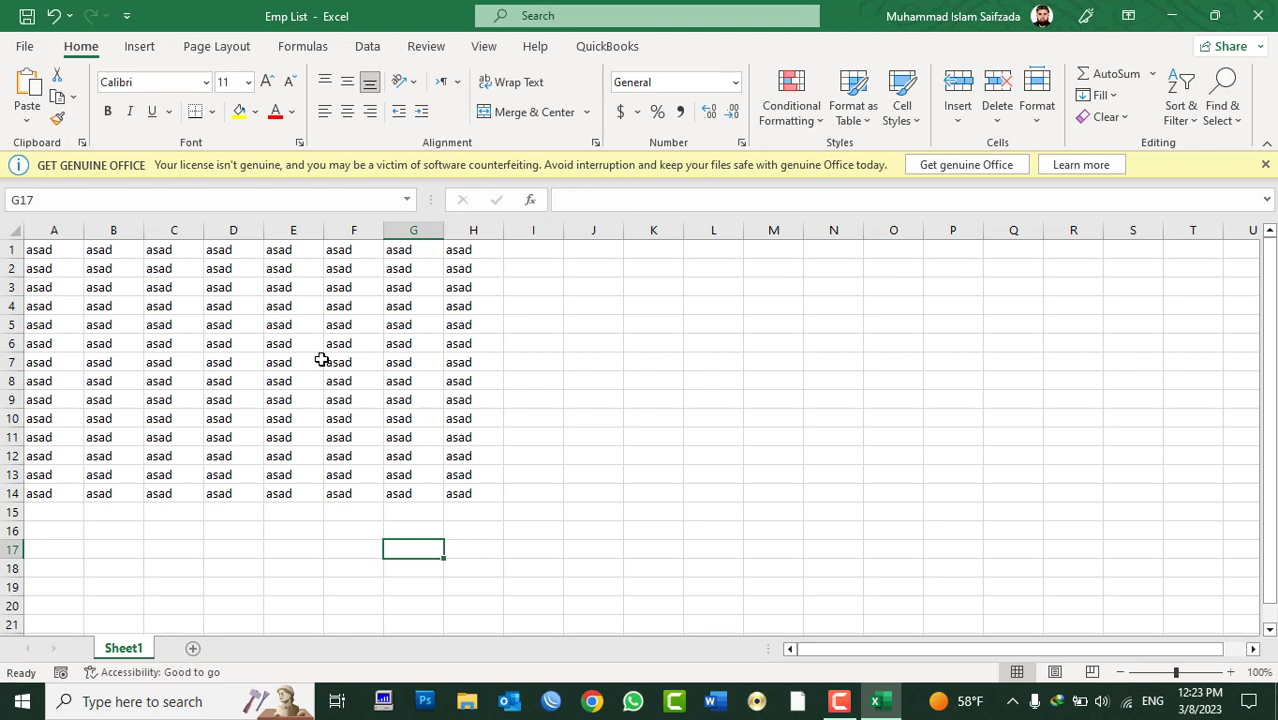 Emp List - Excel
Search
Muhammad Islam Saifzada
File Home Insert Page Layout Formulas Data Review View Help QuickBooks
Share
Paste
Calibri 11
B I U
Wrap Text
Merge & Center
General
$ % ,
Conditional Formatting
Format as Table
Cell Styles
Insert
Delete
Format
AutoSum
Fill
Clear
Sort & Filter
Find & Select
Clipboard Font Alignment Number Styles Cells Editing
GET GENUINE OFFICE Your license isn't genuine, and you may be a victim of software counterfeiting. Avoid interruption and keep your files safe with genuine Office today. Get genuine Office Learn more
G17 fx
A B C D E F G H I J K L M N O P Q R S T U
1 asad asad asad asad asad asad asad asad
2 asad asad asad asad asad asad asad asad
3 asad asad asad asad asad asad asad asad
4 asad asad asad asad asad asad asad asad
5 asad asad asad asad asad asad asad asad
6 asad asad asad asad asad asad asad asad
7 asad asad asad asad asad asad asad asad
8 asad asad asad asad asad asad asad asad
9 asad asad asad asad asad asad asad asad
10 asad asad asad asad asad asad asad asad
11 asad asad asad asad asad asad asad asad
12 asad asad asad asad asad asad asad asad
13 asad asad asad asad asad asad asad asad
14 asad asad asad asad asad asad asad asad
15
16
17
18
19
20
21
Sheet1
Ready Accessibility: Good to go 100%
Type here to search
58°F ENG 12:23 PM
3/8/2023